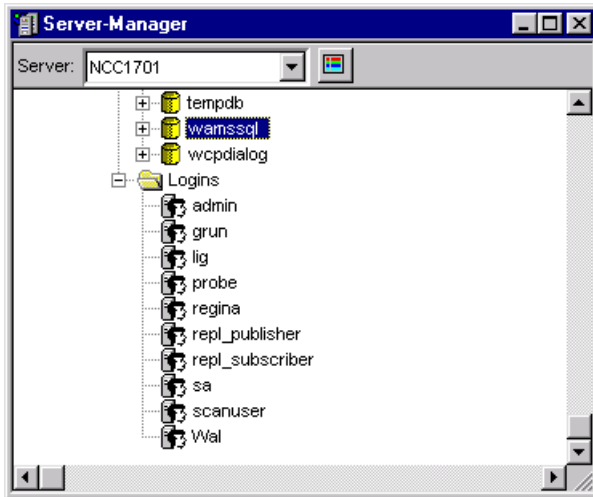 Server-Manager
Server: NCC1701
tempdb
wamssql
wcpdialog
Logins
admin
grun
lig
probe
regina
repl_publisher
repl_subscriber
sa
scanuser
Wal